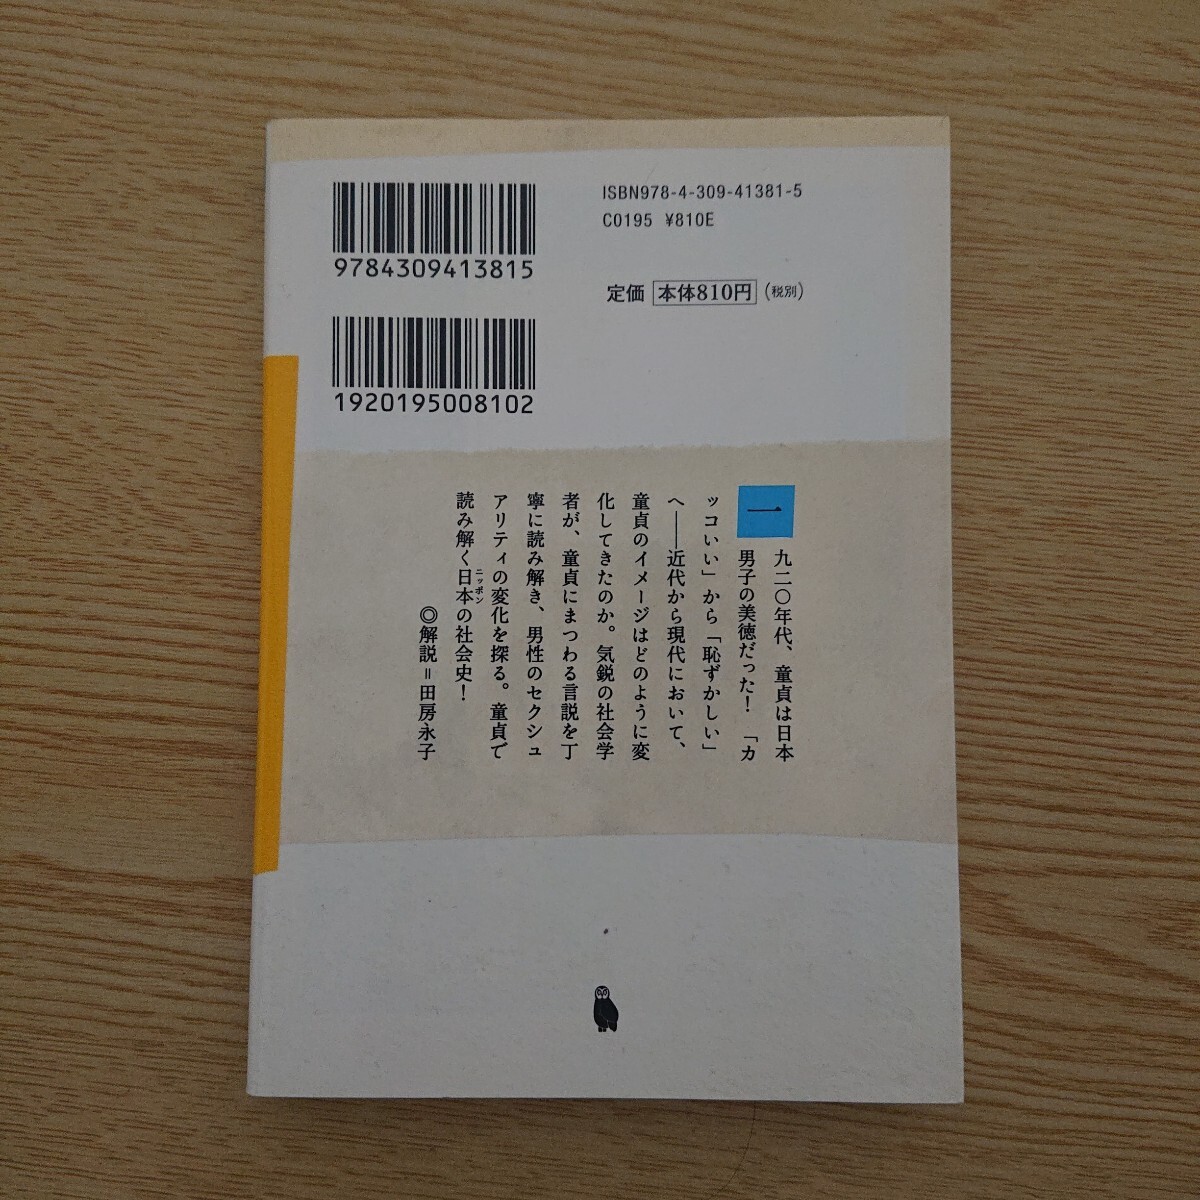 ISBN978-4-309-41381-5
C0195 ¥810E
9784309413815
定価 本体810円（税別）
1920195008102
一九二〇年代、童貞は日本
男子の美徳だった！「カ
ッコいい」から「恥ずかしい」
へ――近代から現代において、
童貞のイメージはどのように変
化してきたのか。気鋭の社会学
者が、童貞にまつわる言説を丁
寧に読み解き、男性のセクシュ
アリティの変化を探る。童貞で
読み解く日本の社会史！
ニッポン
◎解説＝田房永子